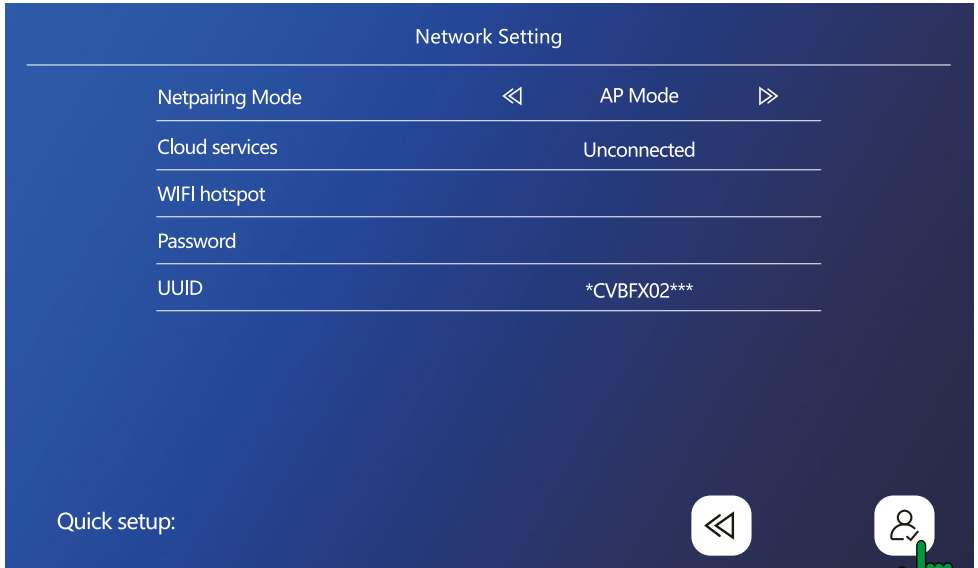 Network Setting
Netpairing Mode AP Mode
Cloud services Unconnected
WIFI hotspot
Password
UUID *CVBFX02***
Quick setup: